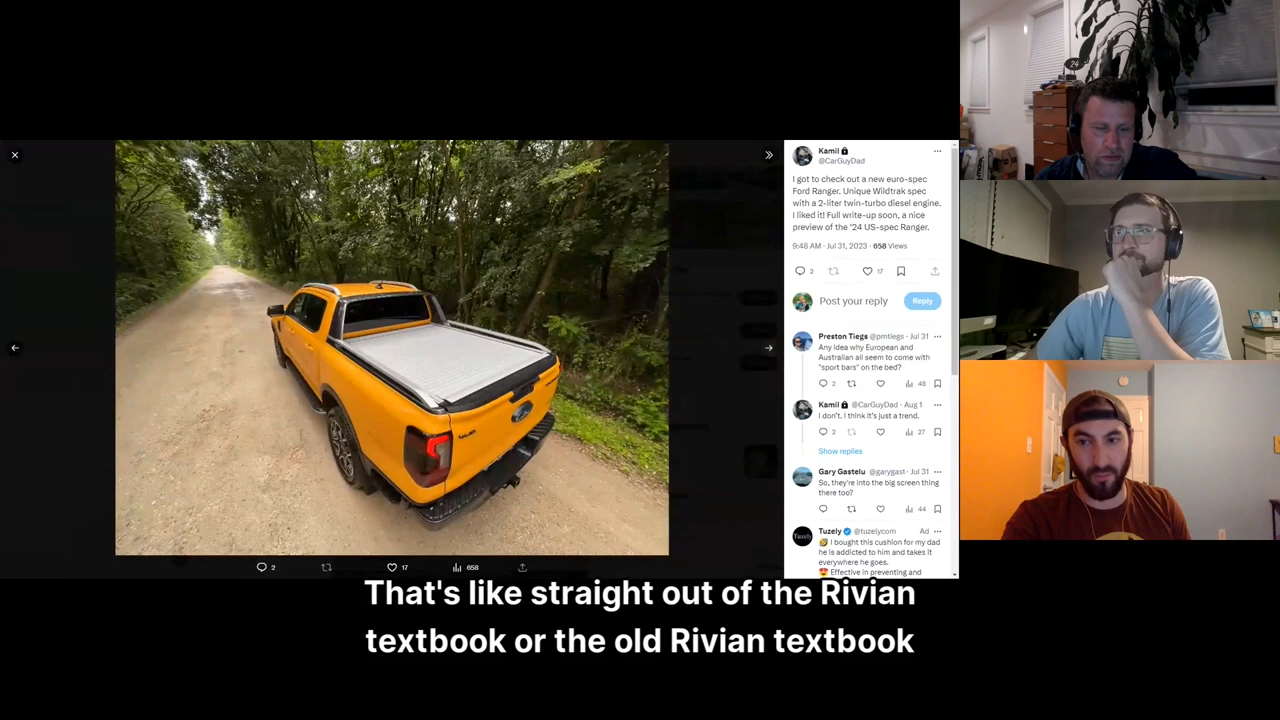 Kamil
@CarGuyDad
I got to check out a new euro-spec
Ford Ranger. Unique Wildtrak spec
with a 2-liter twin-turbo diesel engine.
I liked it! Full write-up soon, a nice
preview of the '24 US-spec Ranger.
9:48 AM · Jul 31, 2023 · 658 Views
2
17
Post your reply
Reply
Preston Tiegs @pmtiegs · Jul 31
Any idea why European and
Australian all seem to come with
"sport bars" on the bed?
2
48
Kamil @CarGuyDad · Aug 1
I don't. I think it's just a trend.
2
27
Show replies
Gary Gastelu @garygast · Jul 31
So, they're into the big screen thing
there too?
44
Tuzely @tuzelycom Ad
🤣 I bought this cushion for my dad
he is addicted to him and takes it
everywhere he goes.
😍 Effective in preventing and
2
17
658
24
That's like straight out of the Rivian
textbook or the old Rivian textbook